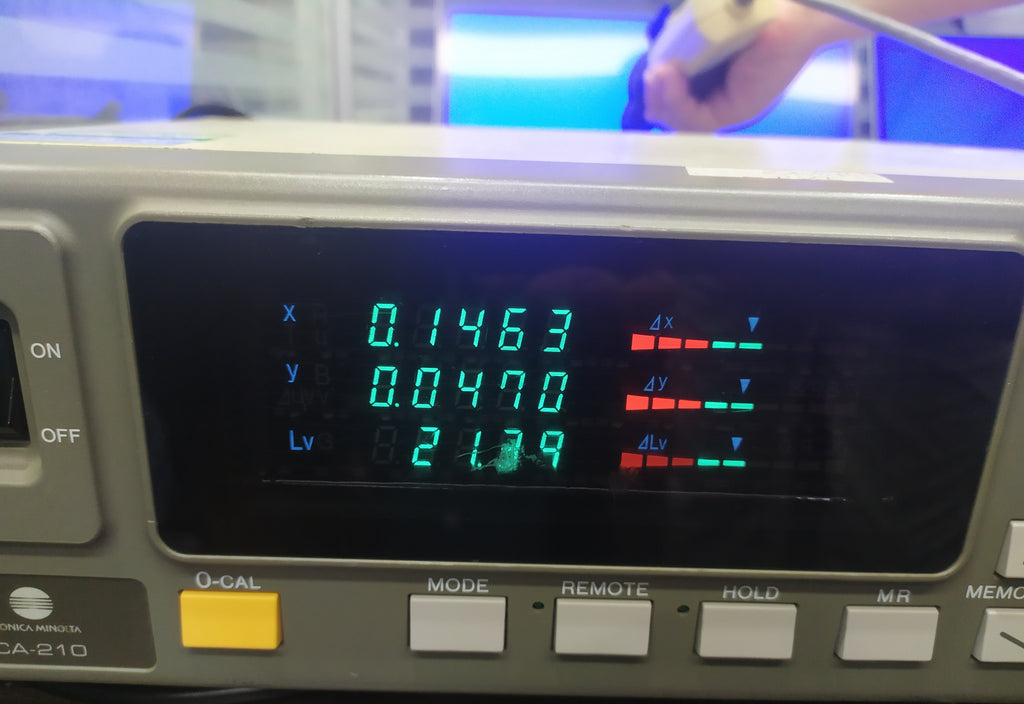 x 0.1463 Δx
ON
y 0.0470 Δy
OFF
Lv ΔLv
0-CAL MODE REMOTE HOLD MR
KONICA MINOLTA
CA-210